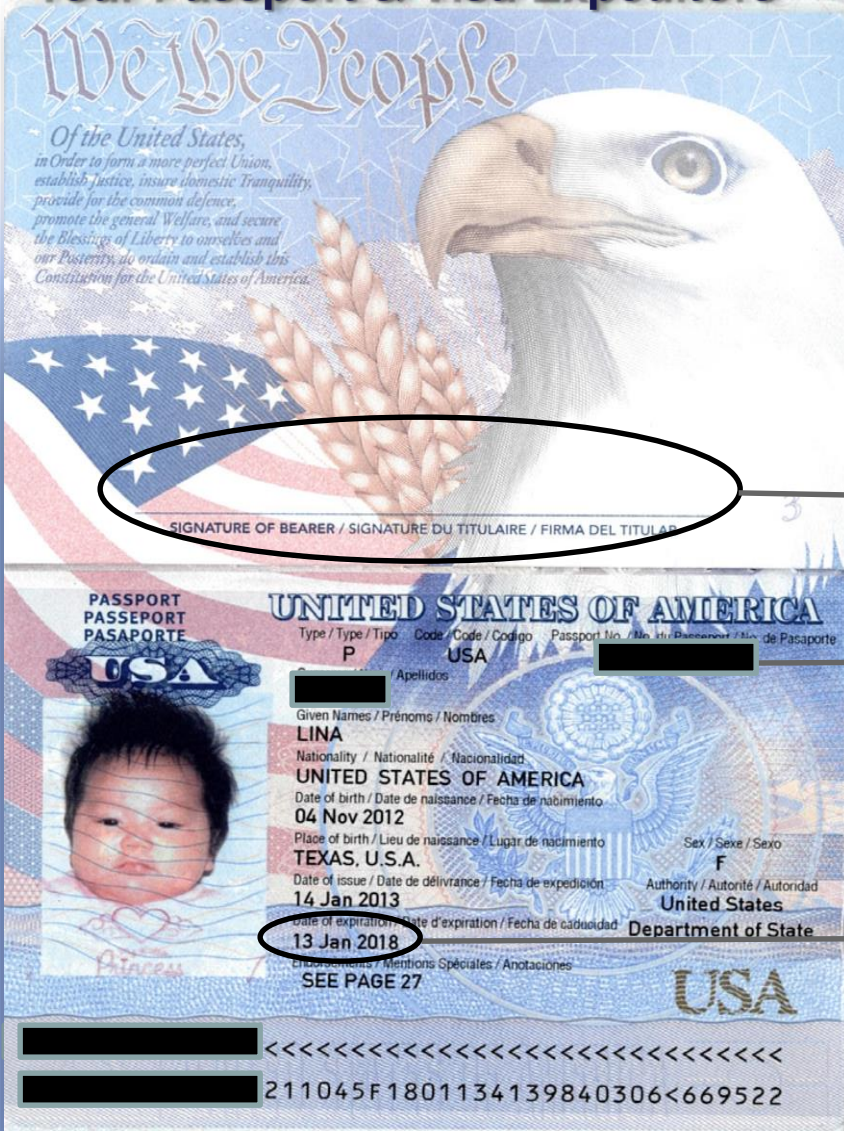 Your Passport & Visa Expeditors
We the People
Of the United States,
in Order to form a more perfect Union,
establish Justice, insure domestic Tranquility,
provide for the common defence,
promote the general Welfare, and secure
the Blessings of Liberty to ourselves and
our Posterity, do ordain and establish this
Constitution for the United States of America.
3
SIGNATURE OF BEARER / SIGNATURE DU TITULAIRE / FIRMA DEL TITULAR
PASSPORT
PASSEPORT
PASAPORTE
USA
UNITED STATES OF AMERICA
Type / Type / Tipo Code / Code / Codigo Passport No. / No. du Passeport / No. de Pasaporte
P USA
/ Apellidos
Given Names / Prénoms / Nombres
LINA
Nationality / Nationalité / Nacionalidad
UNITED STATES OF AMERICA
Date of birth / Date de naissance / Fecha de nacimiento
04 Nov 2012
Place of birth / Lieu de naissance / Lugar de nacimiento Sex / Sexe / Sexo
TEXAS, U.S.A. F
Date of issue / Date de délivrance / Fecha de expedición Authority / Autorité / Autoridad
14 Jan 2013 United States
Date of expiration / Date d'expiration / Fecha de caducidad Department of State
13 Jan 2018
Endorsements / Mentions Spéciales / Anotaciones
SEE PAGE 27
Princess
USA
<<<<<<<<<<<<<<<<<<<<<<<<<<<<<<
211045F1801134139840306<669522